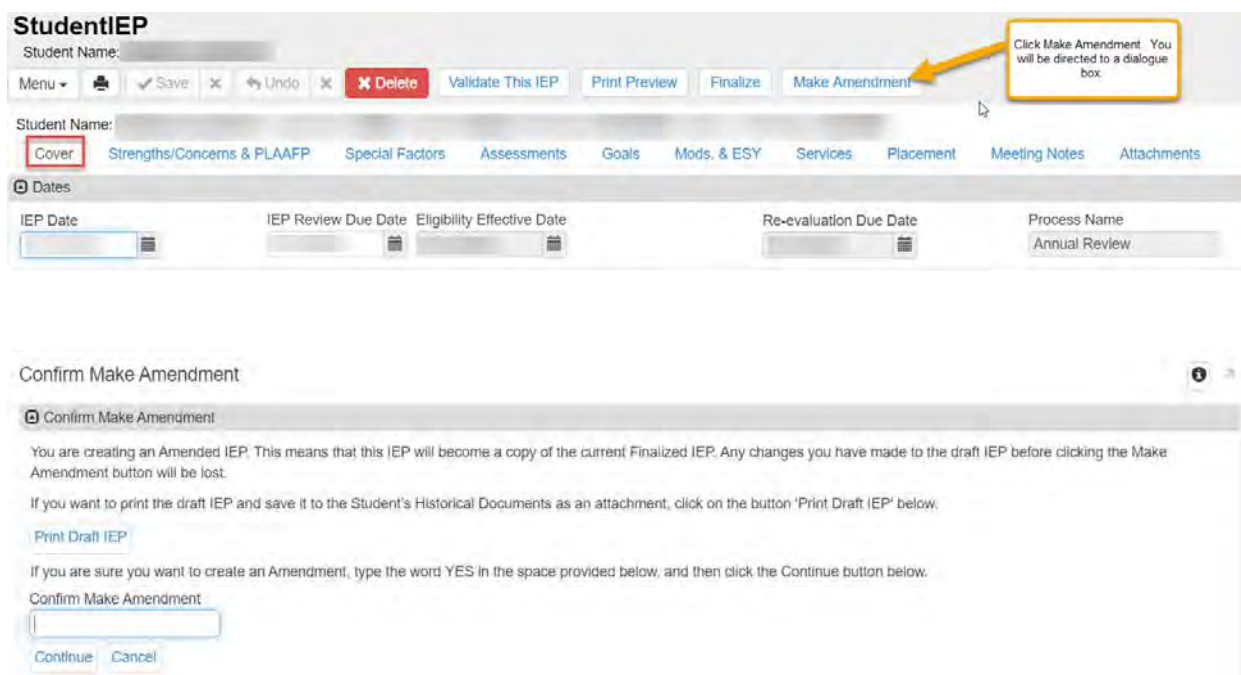 StudentIEP
Student Name:
Click Make Amendment. You
will be directed to a dialogue
box.
Menu Save Undo Delete Validate This IEP Print Preview Finalize Make Amendment
Student Name:
Cover Strengths/Concerns & PLAAFP Special Factors Assessments Goals Mods. & ESY Services Placement Meeting Notes Attachments
Dates
IEP Date IEP Review Due Date Eligibility Effective Date Re-evaluation Due Date Process Name
Annual Review
Confirm Make Amendment
Confirm Make Amendment
You are creating an Amended IEP. This means that this IEP will become a copy of the current Finalized IEP. Any changes you have made to the draft IEP before clicking the Make
Amendment button will be lost.
If you want to print the draft IEP and save it to the Student's Historical Documents as an attachment, click on the button 'Print Draft IEP' below.
Print Draft IEP
If you are sure you want to create an Amendment, type the word YES in the space provided below, and then click the Continue button below.
Confirm Make Amendment
Continue Cancel